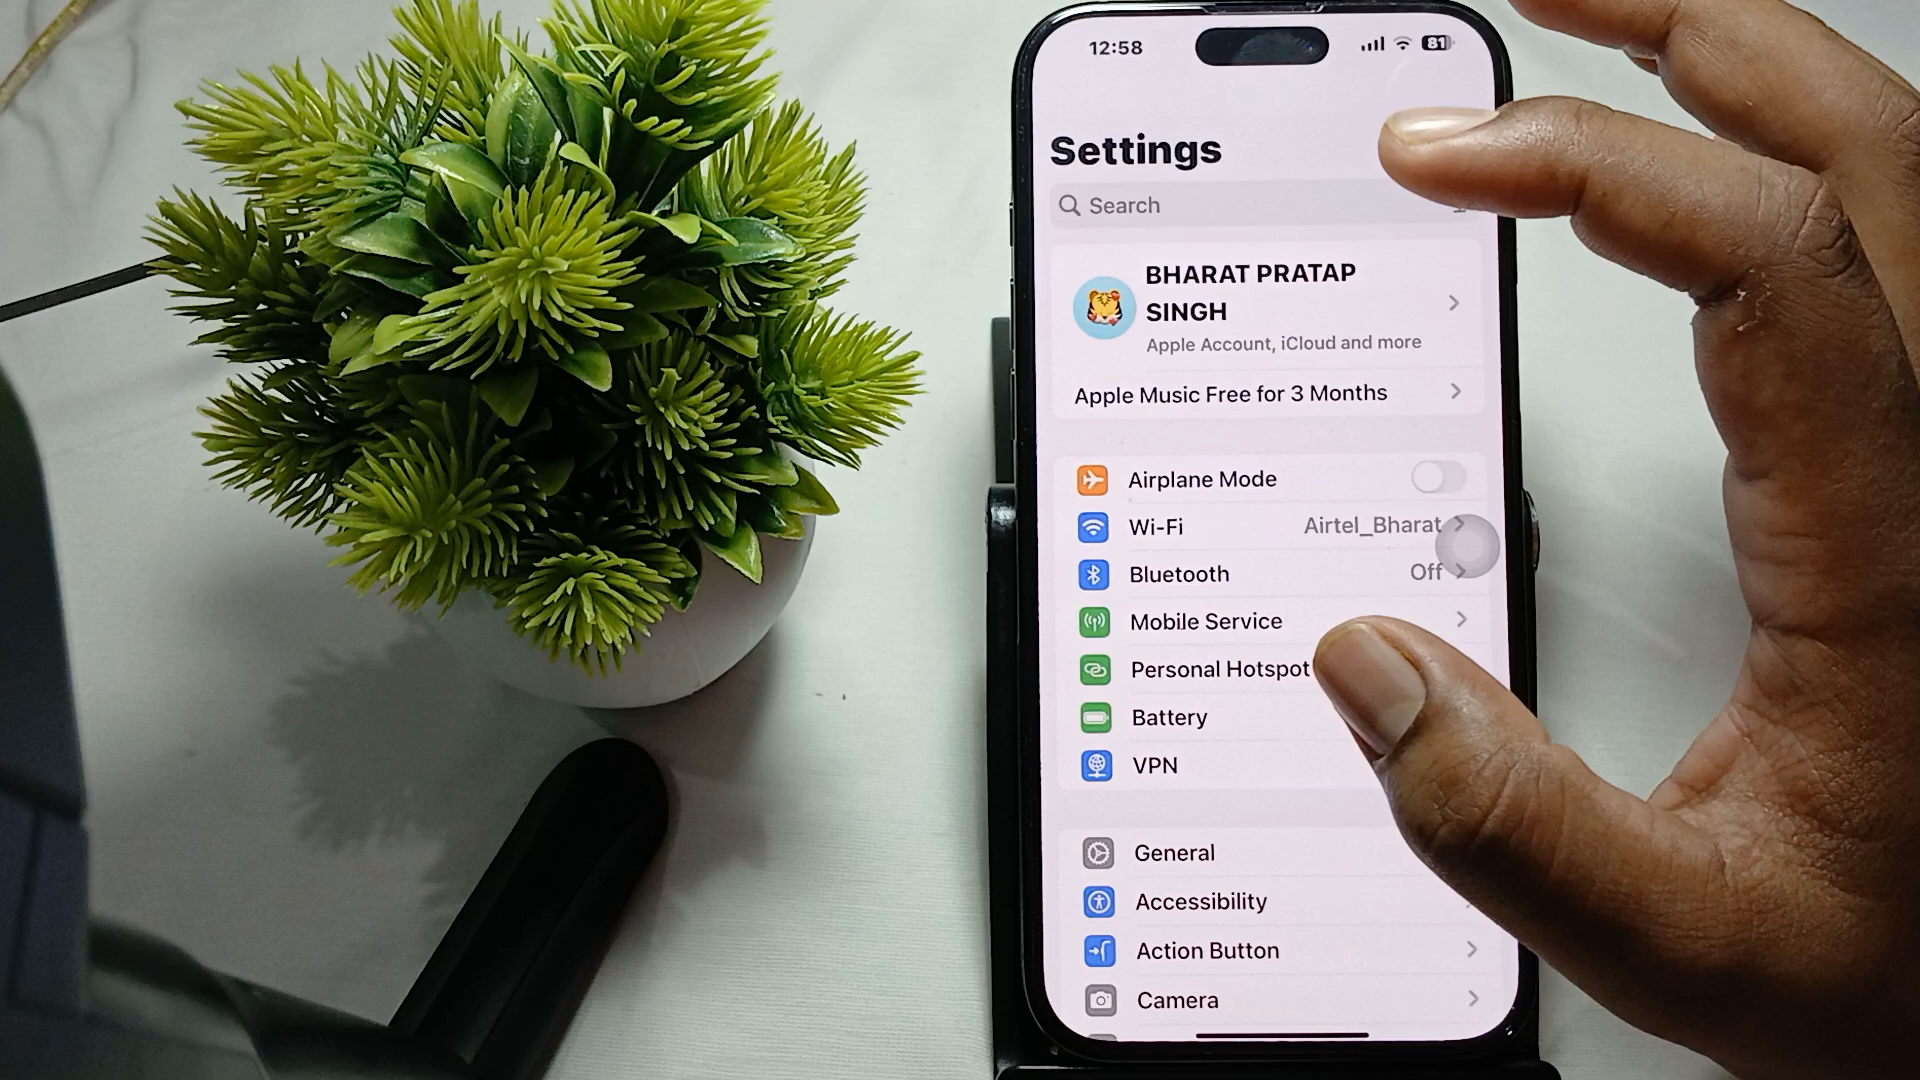 12:58
81
Settings
Search
BHARAT PRATAP
SINGH
Apple Account, iCloud and more
Apple Music Free for 3 Months
Airplane Mode
Wi-Fi Airtel_Bharat
Bluetooth Off
Mobile Service
Personal Hotspot
Battery
VPN
General
Accessibility
Action Button
Camera